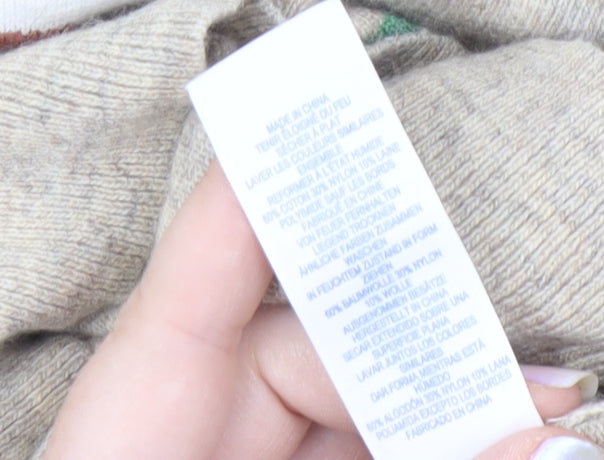 MADE IN CHINA
TENIR ÉLOIGNÉ DU FEU
SÉCHER À PLAT
LAVER LES COULEURS SIMILAIRES
ENSEMBLE
REFORMER À L'ETAT HUMIDE
60% COTON 30% NYLON 10% LAINE
POLYMIDE SAUF LES BORDS
FABRIQUÉ EN CHINE
VON FEUER FERNHALTEN
LIEGEND TROCKNEN
ÄHNLICHE FARBEN ZUSAMMEN
WASCHEN
IN FEUCHTEM ZUSTAND IN FORM
ZIEHEN
60% BAUMWOLLE 30% NYLON
10% WOLLE
AUSGENOMMEN BESÄTZE
HERGESTELLT IN CHINA
SECAR EXTENDIDO SOBRE UNA
SUPERFICIE PLANA
LAVAR JUNTOS LOS COLORES
SIMILARES
DAR FORMA MIENTRAS ESTÁ
HÚMEDO
60% ALGODÓN 30% NYLON 10% LANA
POLIAMIDA EXCEPTO LOS BORDES
FABRICADO EN CHINA